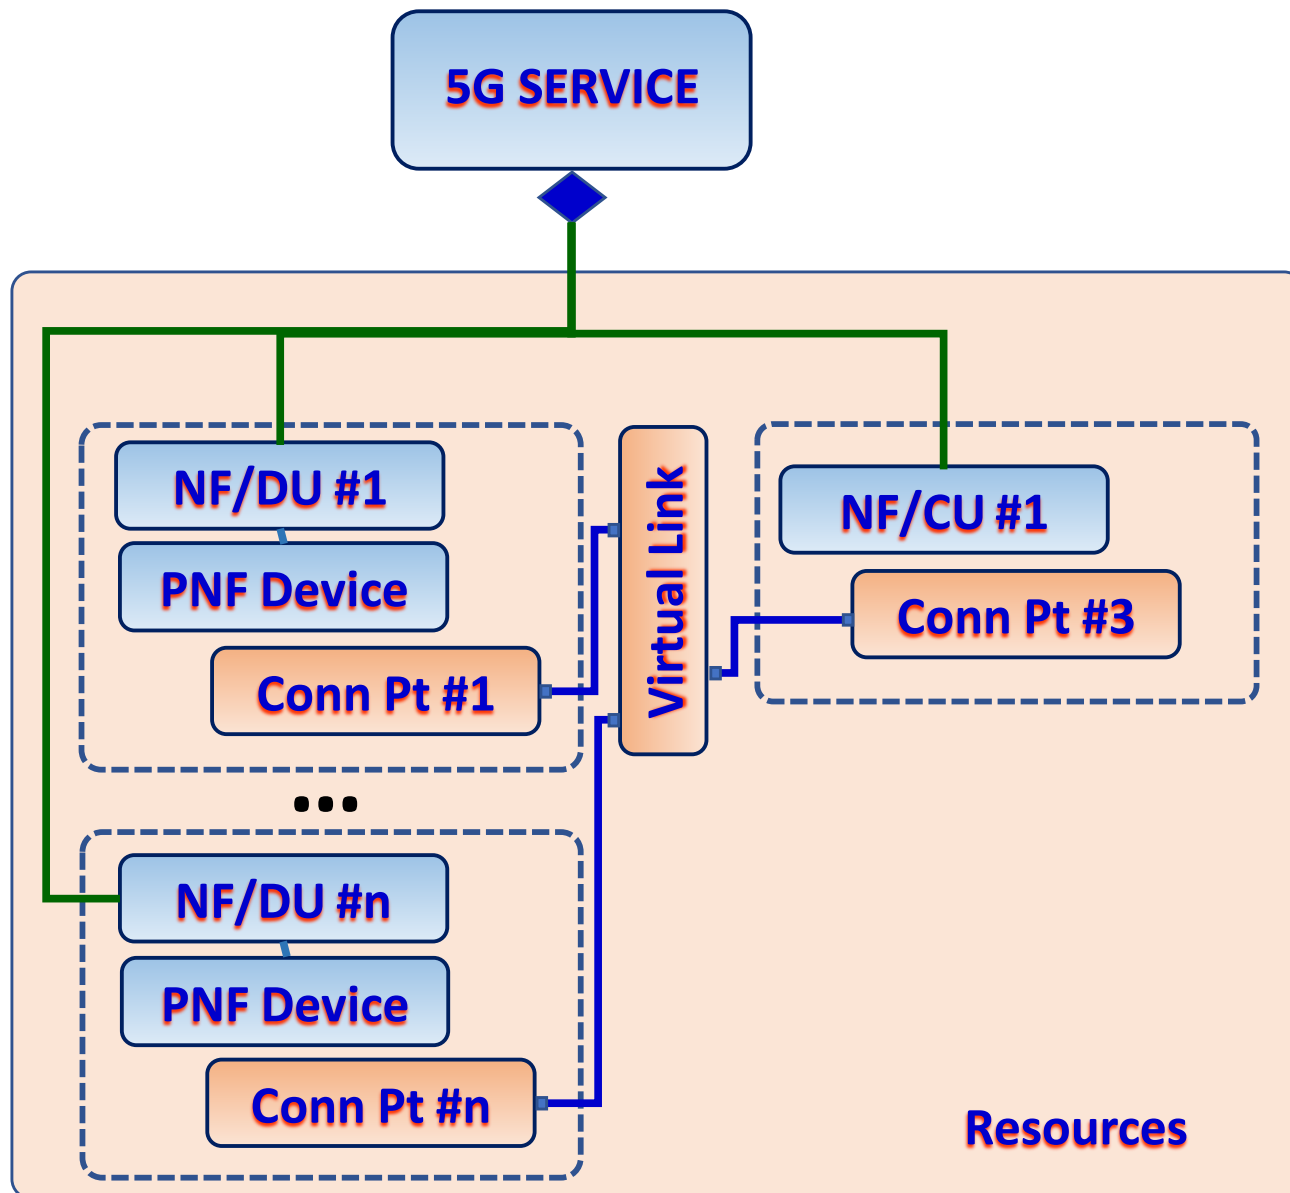 5G SERVICE
NF/DU #1
PNF Device
Conn Pt #1
Virtual Link
NF/CU #1
Conn Pt #3
...
NF/DU #n
PNF Device
Conn Pt #n
Resources